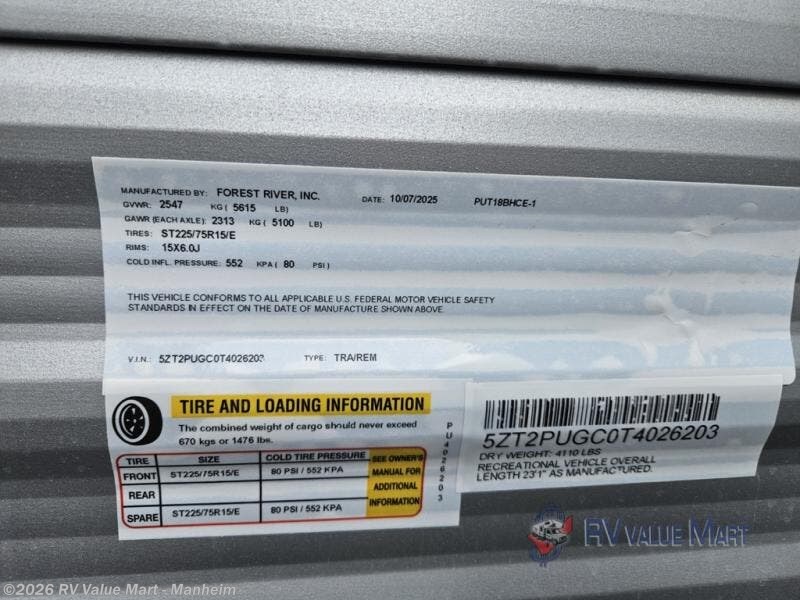 MANUFACTURED BY: FOREST RIVER, INC. DATE: 10/07/2025 PUT18BHCE-1
GVWR: 2547 KG ( 5615 LB)
GAWR (EACH AXLE): 2313 KG ( 5100 LB)
TIRES: ST225/75R15/E
RIMS: 15X6.0J
COLD INFL. PRESSURE: 552 KPA ( 80 PSI )
THIS VEHICLE CONFORMS TO ALL APPLICABLE U.S. FEDERAL MOTOR VEHICLE SAFETY
STANDARDS IN EFFECT ON THE DATE OF MANUFACTURE SHOWN ABOVE.
V.I.N.: 5ZT2PUGC0T4026203 TYPE: TRA/REM
TIRE AND LOADING INFORMATION
The combined weight of cargo should never exceed
670 kgs or 1476 lbs.
TIRE SIZE COLD TIRE PRESSURE SEE OWNER'S
FRONT ST225/75R15/E 80 PSI / 552 KPA MANUAL FOR
REAR ADDITIONAL
SPARE ST225/75R15/E 80 PSI / 552 KPA INFORMATION
PU4026203
5ZT2PUGC0T4026203
DRY WEIGHT: 4110 LBS
RECREATIONAL VEHICLE OVERALL
LENGTH 23'1" AS MANUFACTURED.
RV VALUE MART
©2026 RV Value Mart - Manheim